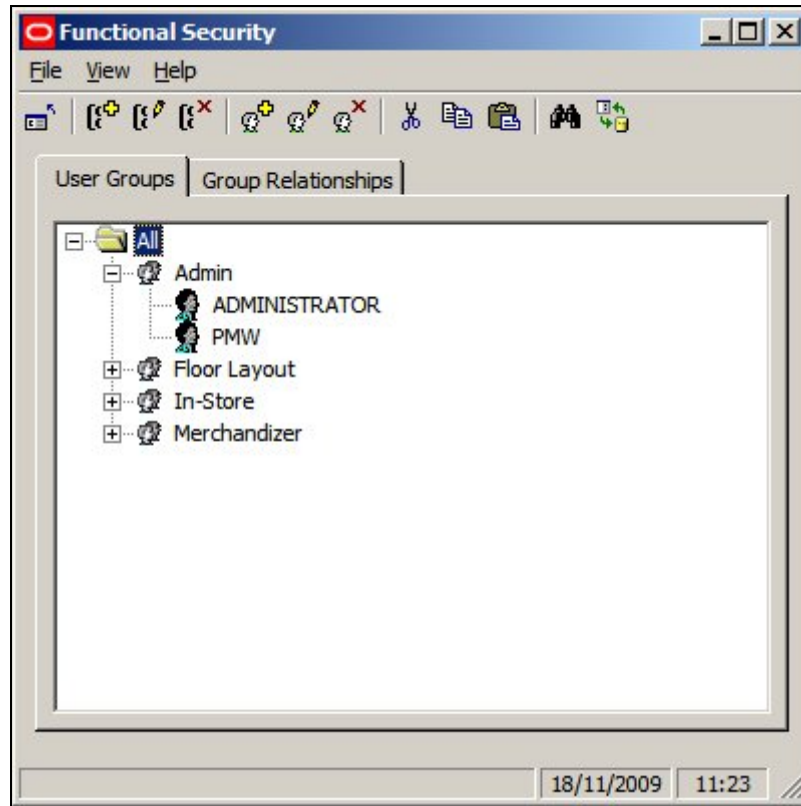 Functional Security
File View Help
User Groups Group Relationships
All
Admin
ADMINISTRATOR
PMW
Floor Layout
In-Store
Merchandizer
18/11/2009 11:23